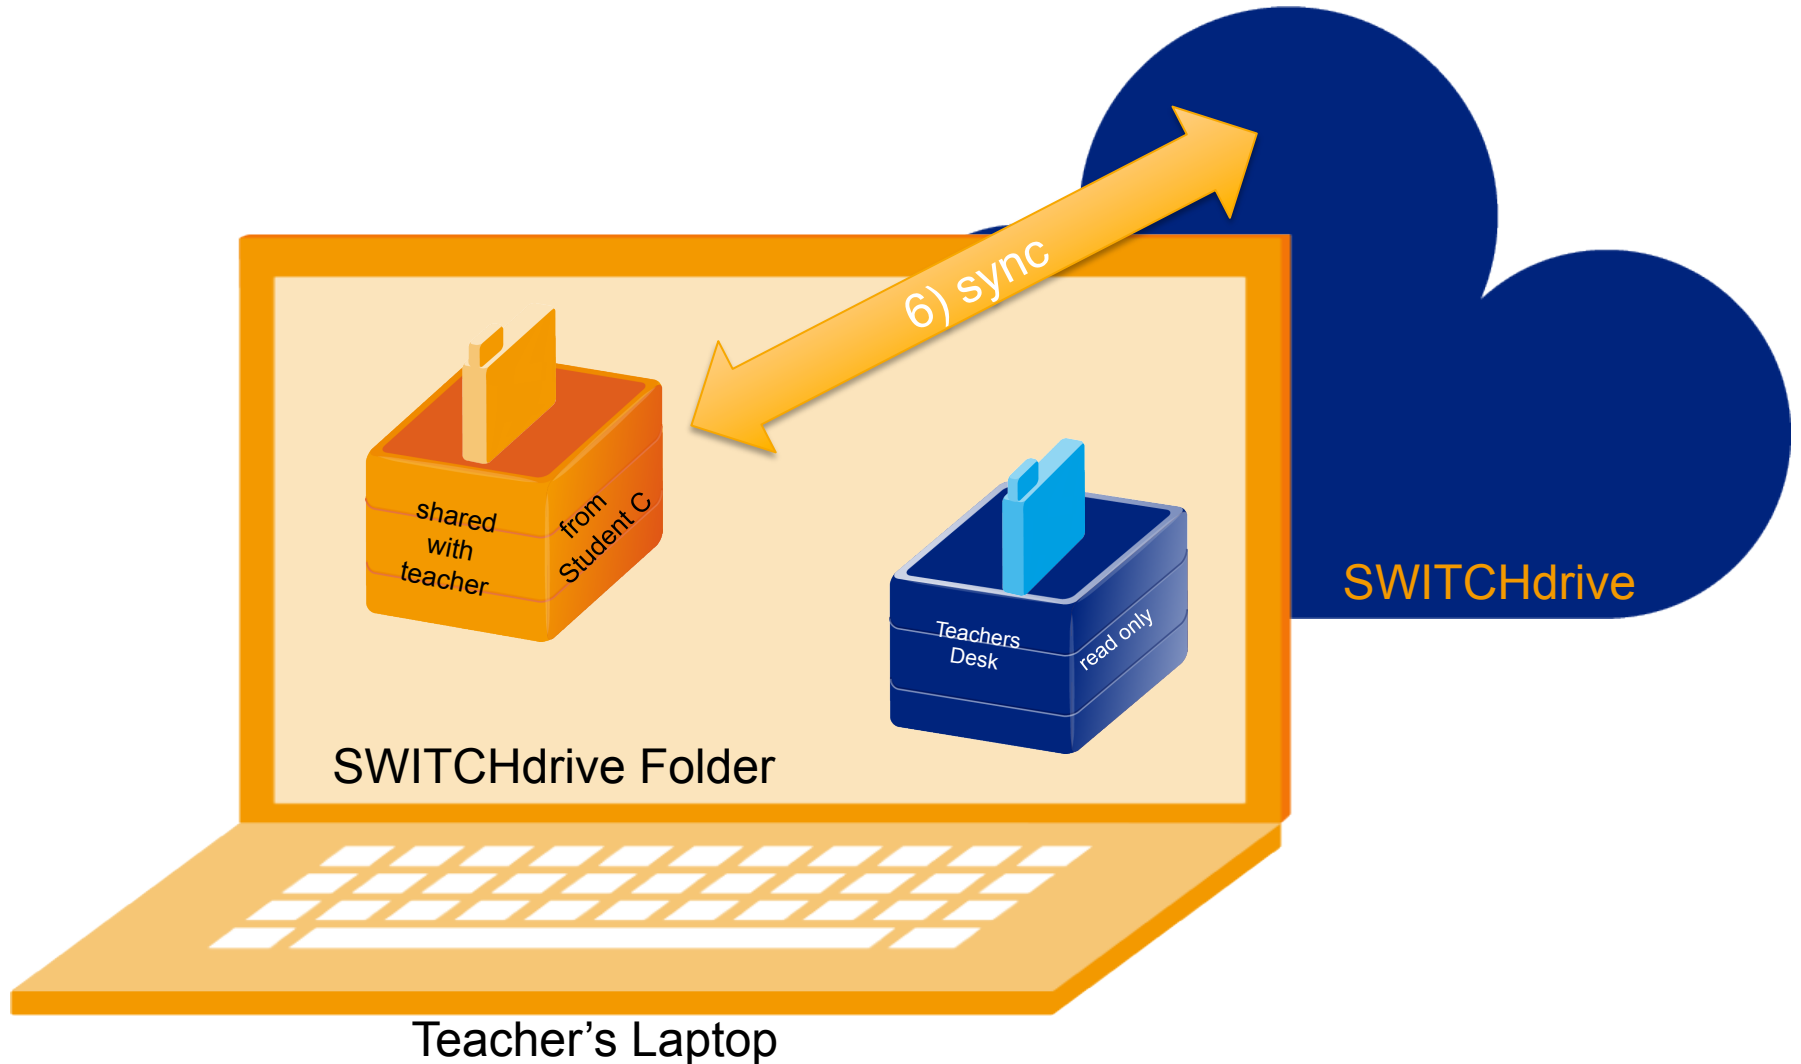 6) sync
shared
with
teacher
from
Student C
Teachers
Desk
read only
SWITCHdrive
SWITCHdrive Folder
Teacher’s Laptop